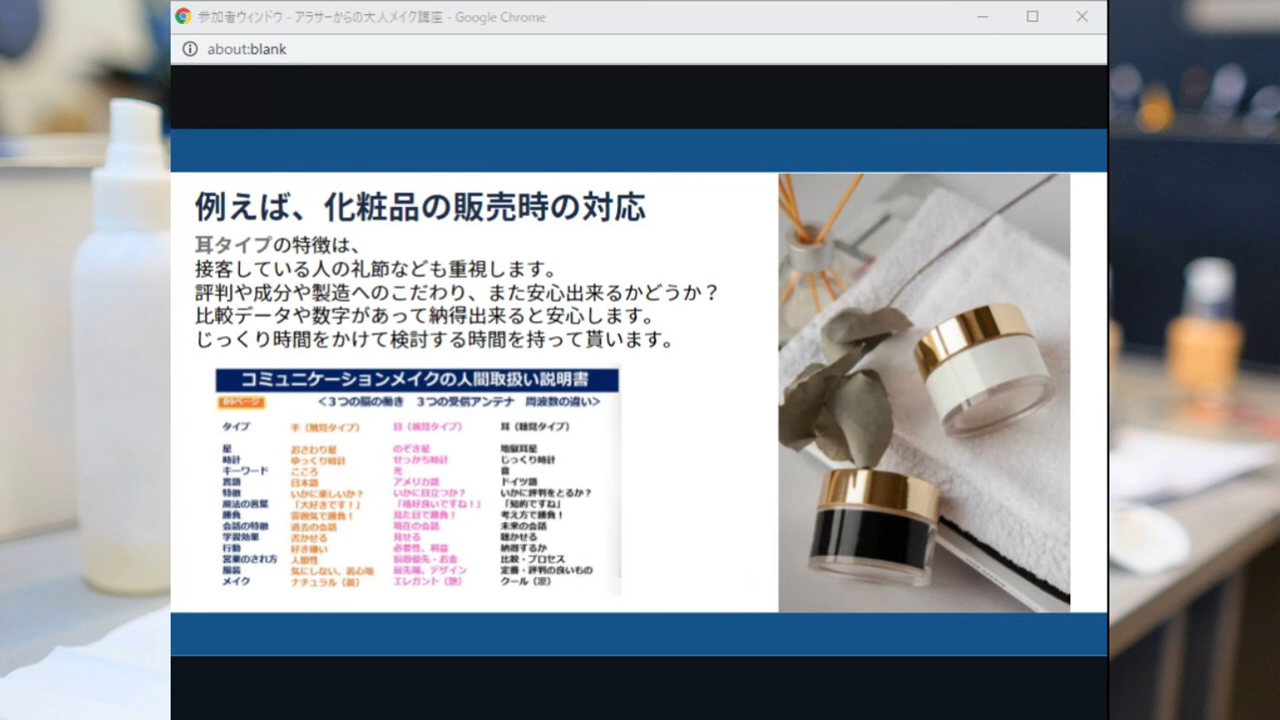 参加者ウィンドウ - アラサーからの大人メイク講座 - Google Chrome
about:blank
例えば、化粧品の販売時の対応
耳タイプの特徴は、
接客している人の礼節なども重視します。
評判や成分や製造へのこだわり、また安心出来るかどうか？
比較データや数字があって納得出来ると安心します。
じっくり時間をかけて検討する時間を持って貰います。
コミュニケーションメイクの人間取扱い説明書
89ページ ＜３つの脳の働き ３つの受信アンテナ 周波数の違い＞
タイプ 手（触覚タイプ） 目（視覚タイプ） 耳（聴覚タイプ）
星 おさわり星 のぞき星 地獄耳星
時計 ゆっくり時計 せっかち時計 じっくり時計
キーワード こころ 光 音
言語 日本語 アメリカ語 ドイツ語
特徴 いかに楽しいか？ いかに目立つか？ いかに評判をとるか？
魔法の言葉 「大好きです！」 「格好良いですね！」 「知的ですね」
勝負 雰囲気で勝負！ 見た目で勝負！ 考え方で勝負！
会話の特徴 過去の会話 現在の会話 未来の会話
学習効果 書かせる 見せる 聴かせる
行動 好き嫌い 必要性、利益 納得するか
営業のされ方 人間性 損得優先・お金 比較・プロセス
服装 気にしない、着心地 最先端、デザイン 定番・評判の良いもの
メイク ナチュラル（薄） エレガント（艶） クール（涼）